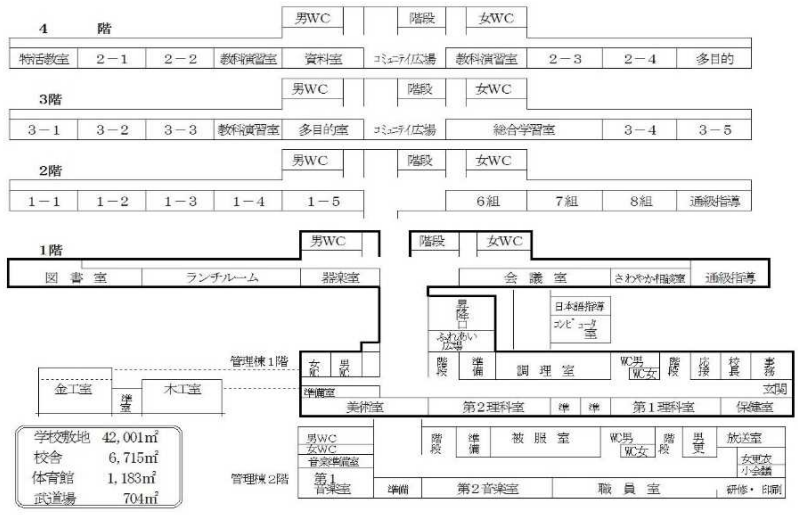 男WC 階段 女WC
4 階
特活教室 2－1 2－2 教科演習室 資料室 コミュニティ広場 教科演習室 2－3 2－4 多目的
男WC 階段 女WC
3階
3－1 3－2 3－3 教科演習室 多目的室 コミュニティ広場 総合学習室 3－4 3－5
男WC 階段 女WC
2階
1－1 1－2 1－3 1－4 1－5 6組 7組 8組 通級指導
男WC 階段 女WC
1階
図書室 ランチルーム 器楽室 会議室 さわやか相談室 通級指導
昇降口
日本語指導
コンピュータ室
ふれあい広場
管理棟1階
女WC 男WC 階段 準備 調理室 WC男 WC女 階段 応接 校長 事務
金工室 準室 木工室 準備室 玄関
美術室 第2理科室 準 準 第1理科室 保健室
学校敷地 42,001㎡
校舎 6,715㎡
体育館 1,183㎡
武道場 704㎡
男WC 階段 準備 被服室 WC男 WC女 階段 男更 放送室
女WC
音楽準備室
女更衣
小会議
管理棟2階
第1音楽室 準備 第2音楽室 職員室 研修・印刷